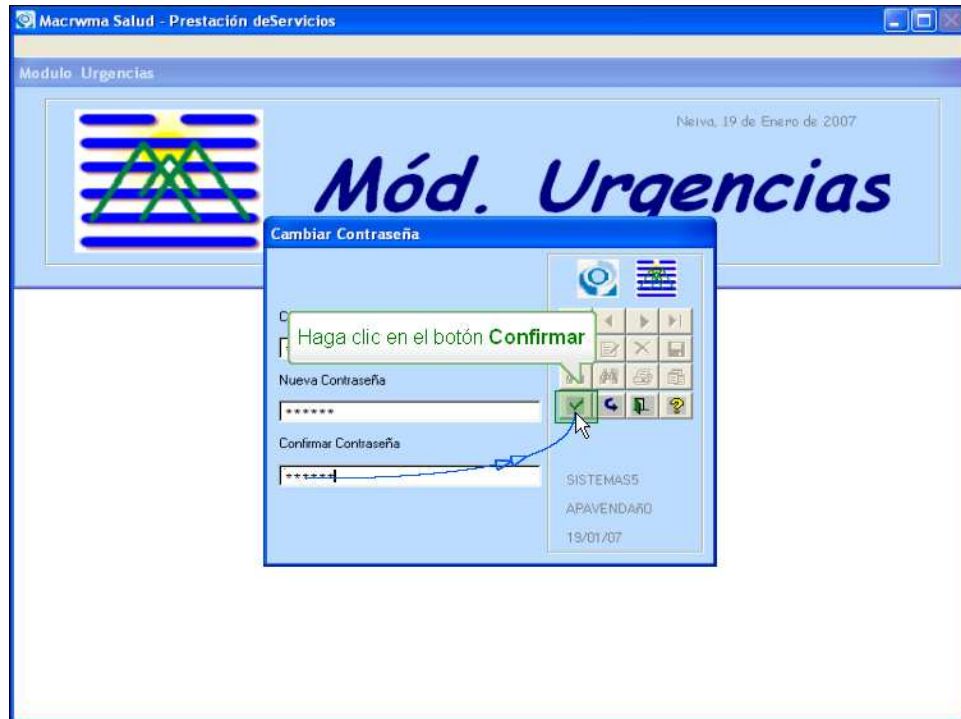 Macrwma Salud - Prestación deServicios
Modulo Urgencias
Neiva, 19 de Enero de 2007
Mód. Urgencias
Cambiar Contraseña
Haga clic en el botón Confirmar
Nueva Contraseña
******
Confirmar Contraseña
******
SISTEMAS5
APAVENDAñO
19/01/07